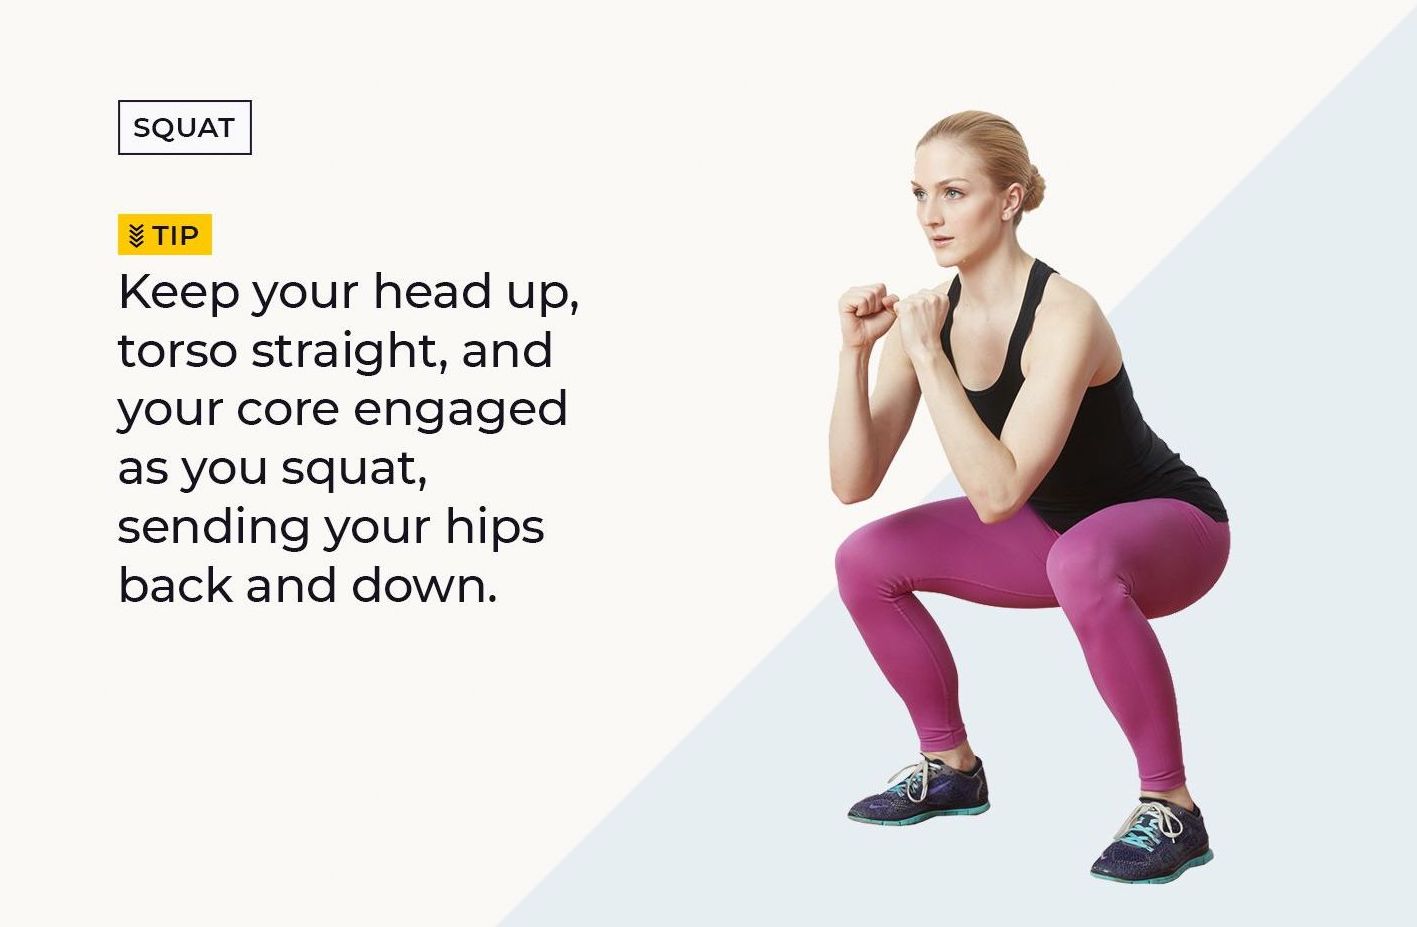 SQUAT
TIP
Keep your head up,
torso straight, and
your core engaged
as you squat,
sending your hips
back and down.